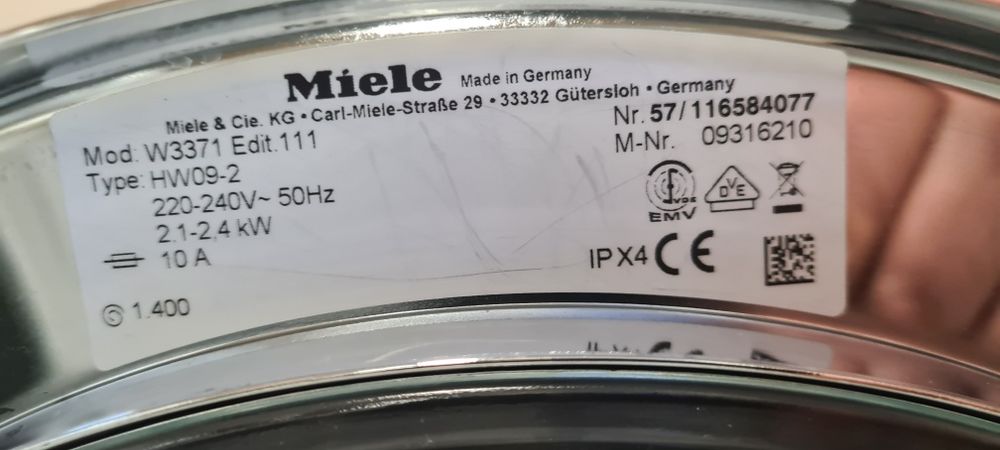 Miele Made in Germany
Miele & Cie. KG • Carl-Miele-Straße 29 • 33332 Gütersloh • Germany
Mod: W3371 Edit.111
Type: HW09-2
220-240V~ 50Hz
2.1-2,4 kW
10 A
1.400
Nr. 57/116584077
M-Nr. 09316210
VDE
EMV
DVE
IPX4 CE